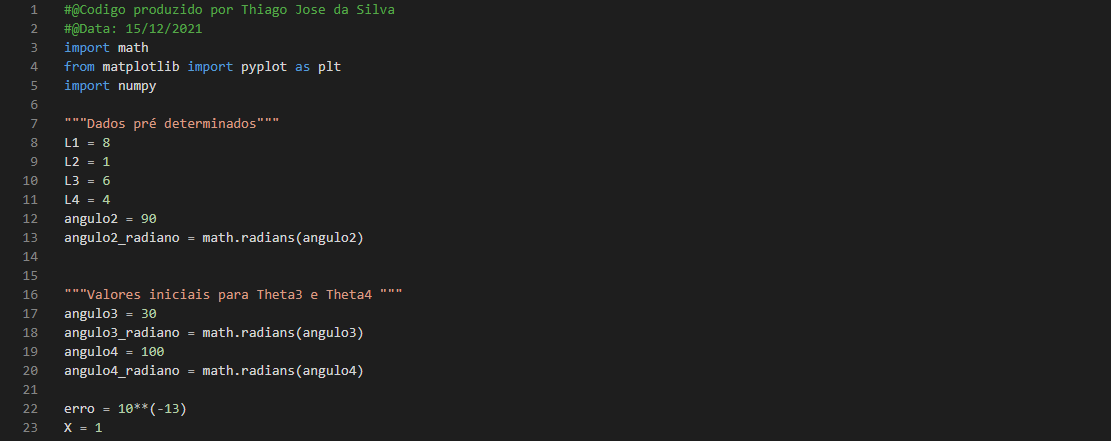 1 #@Codigo produzido por Thiago Jose da Silva
2 #@Data: 15/12/2021
3 import math
4 from matplotlib import pyplot as plt
5 import numpy
6
7 """Dados pré determinados"""
8 L1 = 8
9 L2 = 1
10 L3 = 6
11 L4 = 4
12 angulo2 = 90
13 angulo2_radiano = math.radians(angulo2)
14
15
16 """Valores iniciais para Theta3 e Theta4 """
17 angulo3 = 30
18 angulo3_radiano = math.radians(angulo3)
19 angulo4 = 100
20 angulo4_radiano = math.radians(angulo4)
21
22 erro = 10**(-13)
23 X = 1